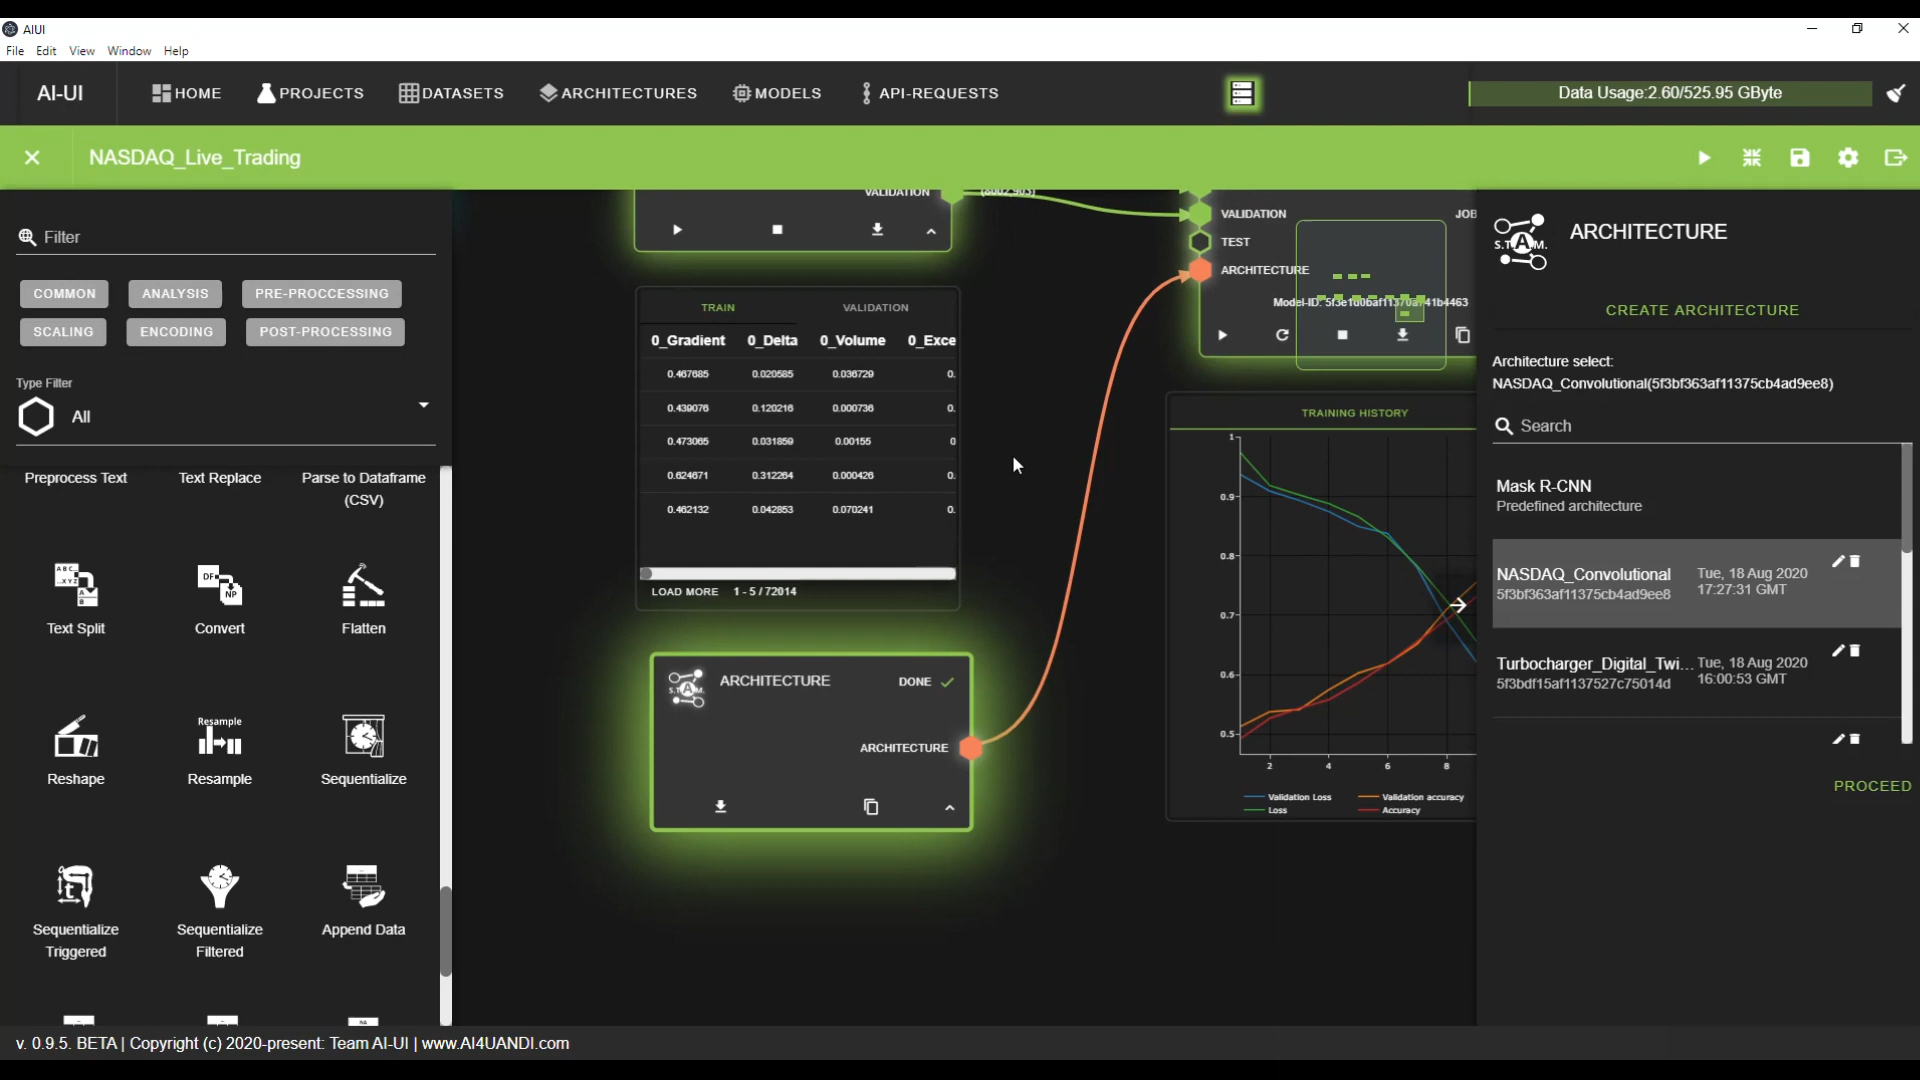 AIUI
File Edit View Window Help
AI-UI HOME PROJECTS DATASETS ARCHITECTURES MODELS API-REQUESTS Data Usage:2.60/525.95 GByte
NASDAQ_Live_Trading
Filter
COMMON ANALYSIS PRE-PROCCESSING
SCALING ENCODING POST-PROCESSING
Type Filter
All
Preprocess Text Text Replace Parse to Dataframe
(CSV)
Text Split Convert Flatten
Resample
Reshape Resample Sequentialize
Sequentialize
Triggered
Sequentialize
Filtered
Append Data
VALIDATION
TRAIN VALIDATION
0_Gradient 0_Delta 0_Volume 0_Exce
0.467685 0.020585 0.036729 0.
0.439076 0.120216 0.000736 0.
0.473065 0.031859 0.00155 0
0.624671 0.312264 0.000426 0.
0.462132 0.042853 0.070241 0.
LOAD MORE 1 - 5 / 72014
S.T.A.M. ARCHITECTURE DONE
ARCHITECTURE
VALIDATION JOB
TEST
ARCHITECTURE
TRAINING HISTORY
1
0.9
0.8
0.7
0.6
0.5
2 4 6 8
Validation Loss Validation accuracy
Loss Accuracy
S.T.A.M. ARCHITECTURE
CREATE ARCHITECTURE
Architecture select:
NASDAQ_Convolutional(5f3bf363af11375cb4ad9ee8)
Search
Mask R-CNN
Predefined architecture
NASDAQ_Convolutional Tue, 18 Aug 2020
5f3bf363af11375cb4ad9ee8 17:27:31 GMT
Turbocharger_Digital_Twi... Tue, 18 Aug 2020
5f3bdf15af1137527c75014d 16:00:53 GMT
PROCEED
v. 0.9.5. BETA | Copyright (c) 2020-present: Team AI-UI | www.AI4UANDI.com